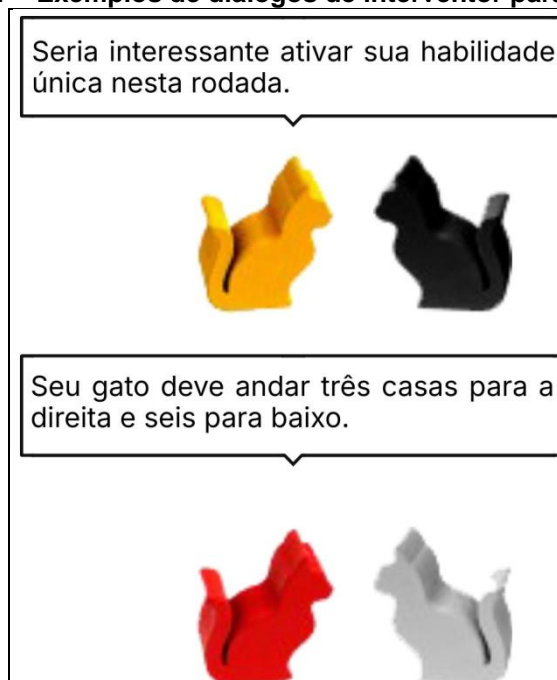 Exemplos de diálogos do Interventor para
Seria interessante ativar sua habilidade
única nesta rodada.
Seu gato deve andar três casas para a
direita e seis para baixo.